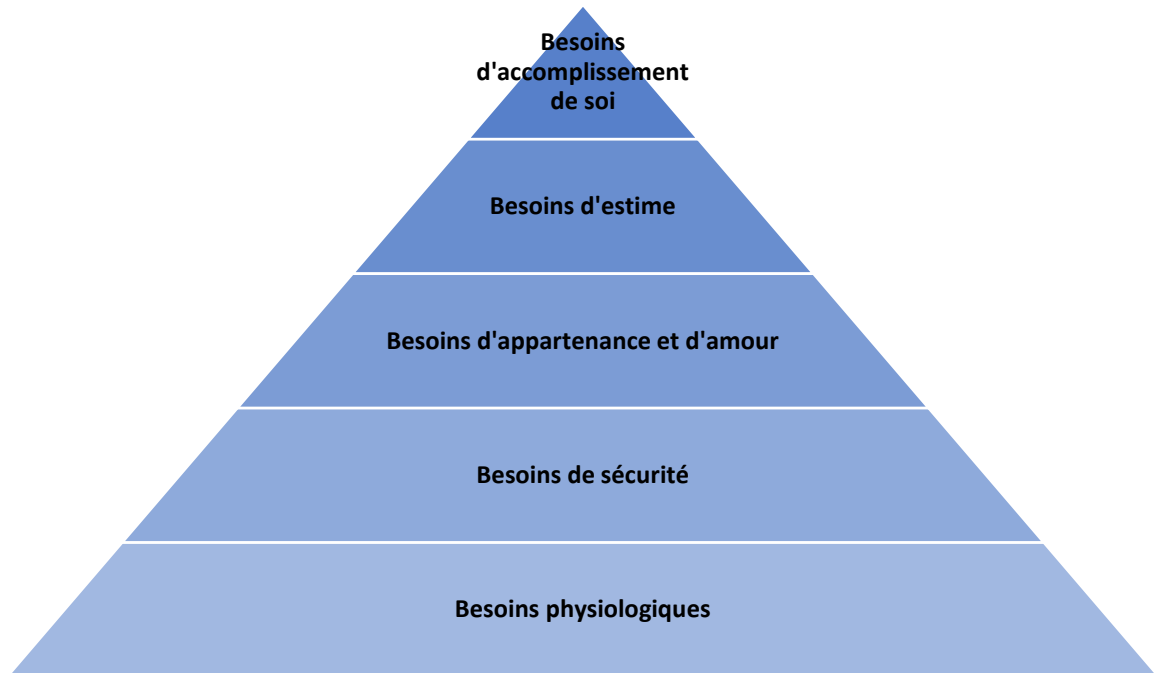 Besoins
d'accomplissement
de soi
Besoins d'estime
Besoins d'appartenance et d'amour
Besoins de sécurité
Besoins physiologiques